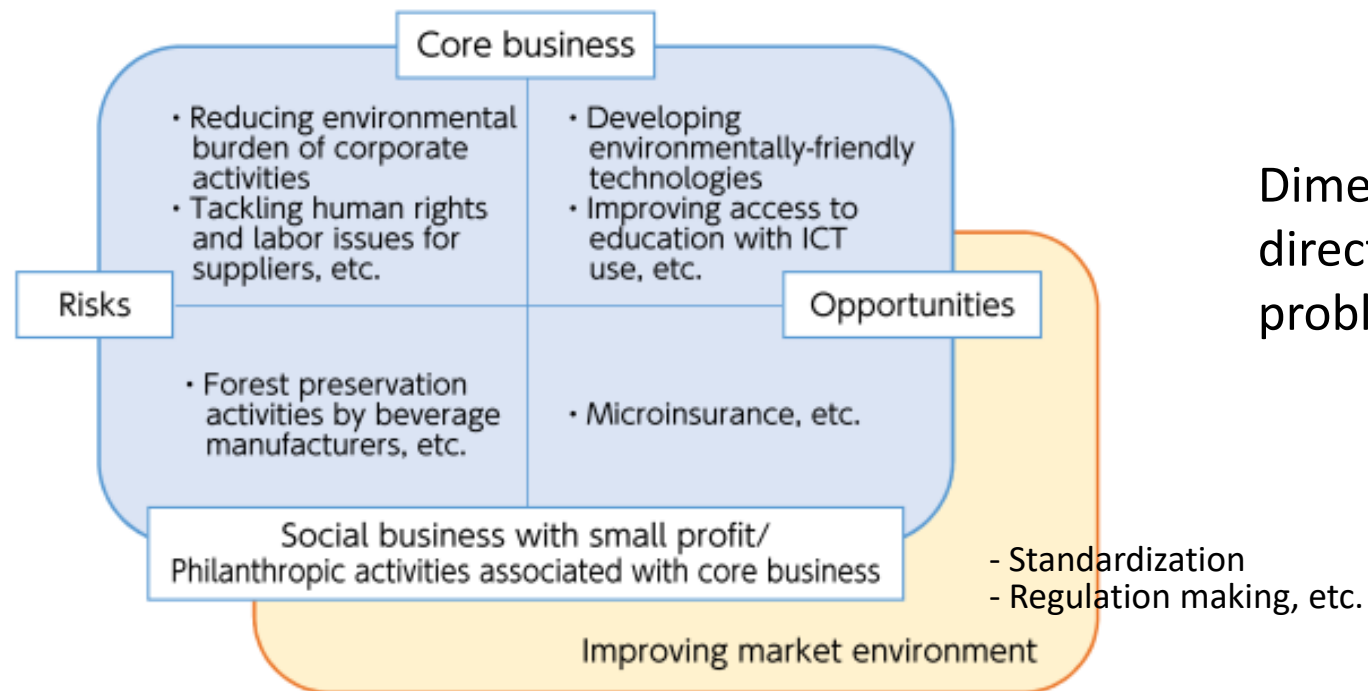 Core business
· Reducing environmental
burden of corporate
activities
· Tackling human rights
and labor issues for
suppliers, etc.
· Developing
environmentally-friendly
technologies
· Improving access to
education with ICT
use, etc.
Risks
Opportunities
· Forest preservation
activities by beverage
manufacturers, etc.
· Microinsurance, etc.
Social business with small profit/
Philanthropic activities associated with core business
- Standardization
- Regulation making, etc.
Improving market environment